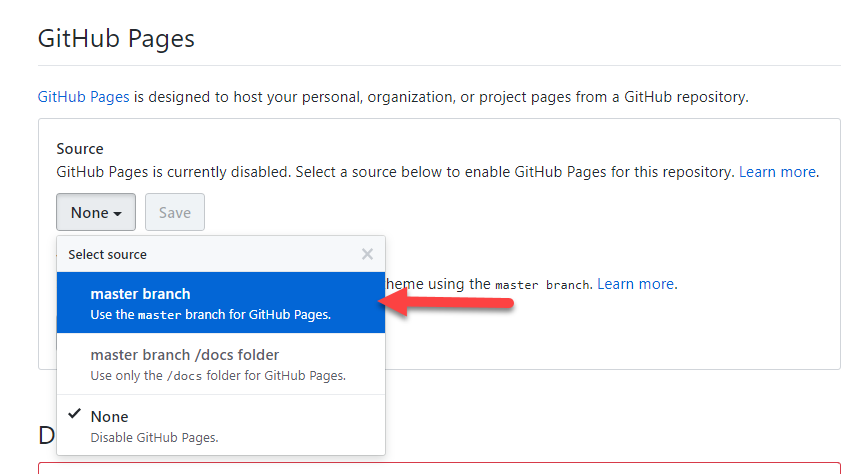 GitHub Pages
GitHub Pages is designed to host your personal, organization, or project pages from a GitHub repository.
Source
GitHub Pages is currently disabled. Select a source below to enable GitHub Pages for this repository. Learn more.
None Save
Select source
master branch
Use the master branch for GitHub Pages.
heme using the master branch. Learn more.
master branch /docs folder
Use only the /docs folder for GitHub Pages.
None
Disable GitHub Pages.
D